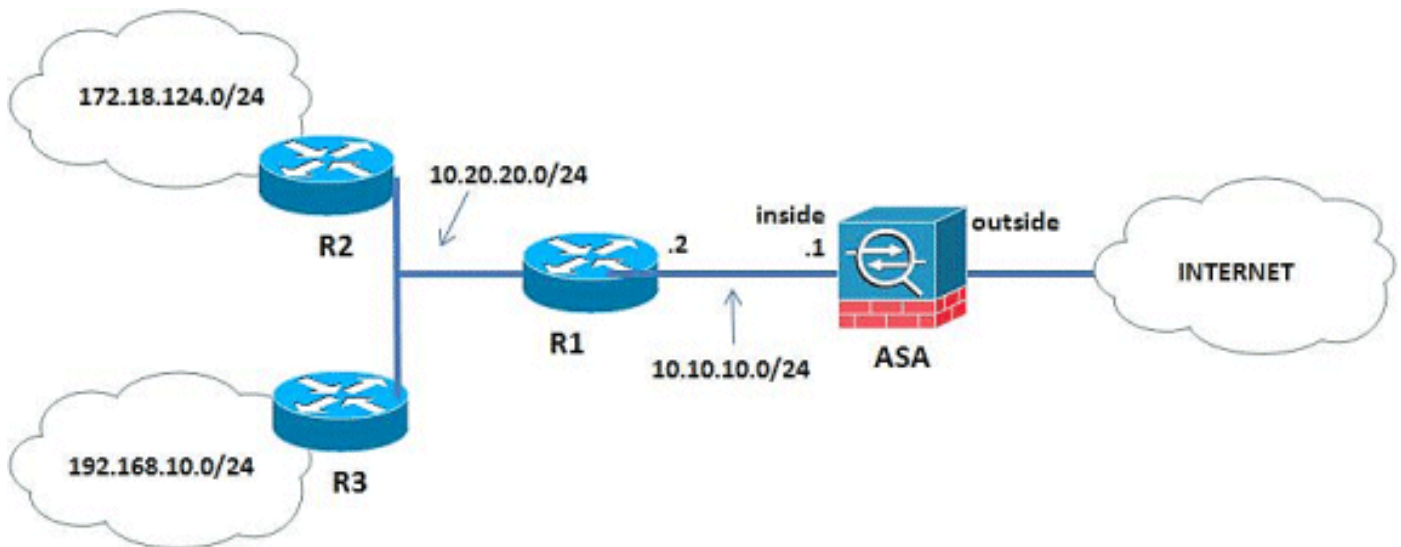 172.18.124.0/24
10.20.20.0/24
R2
inside
outside
.2
.1
INTERNET
R1
ASA
10.10.10.0/24
192.168.10.0/24
R3